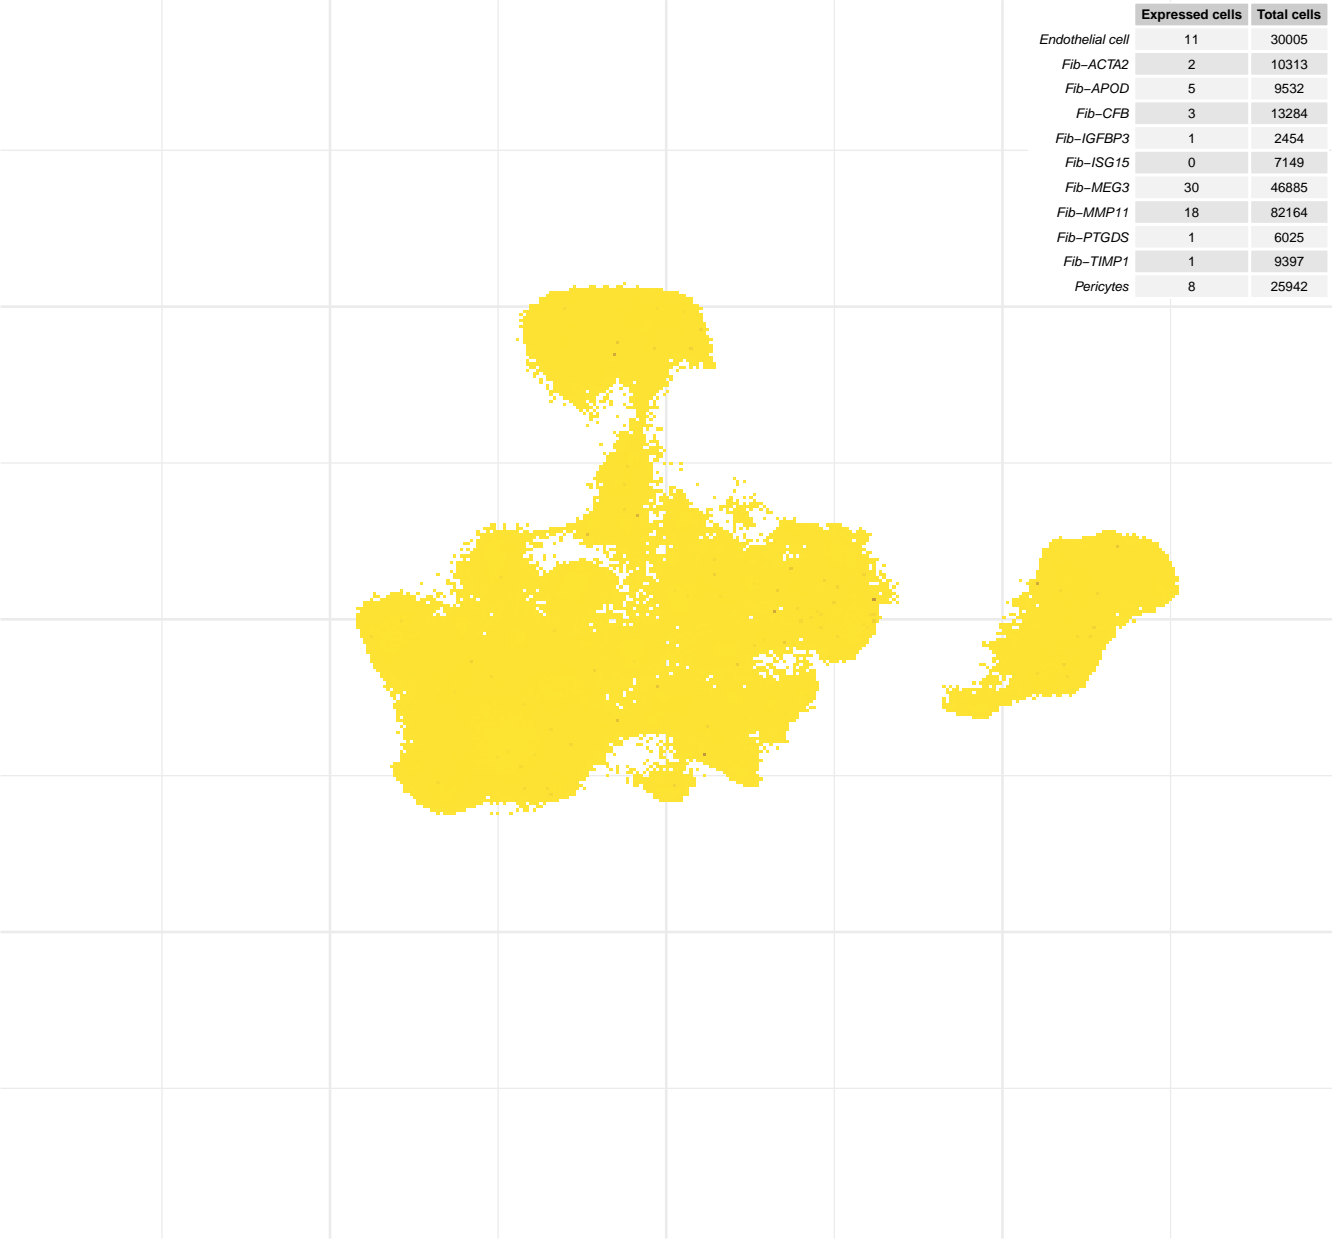 Expressed cells Total cells
Endothelial cell 11 30005
Fib−ACTA2 2 10313
Fib−APOD 5 9532
Fib−CFB 3 13284
Fib−IGFBP3 1 2454
Fib−ISG15 0 7149
Fib−MEG3 30 46885
Fib−MMP11 18 82164
Fib−PTGDS 1 6025
Fib−TIMP1 1 9397
Pericytes 8 25942